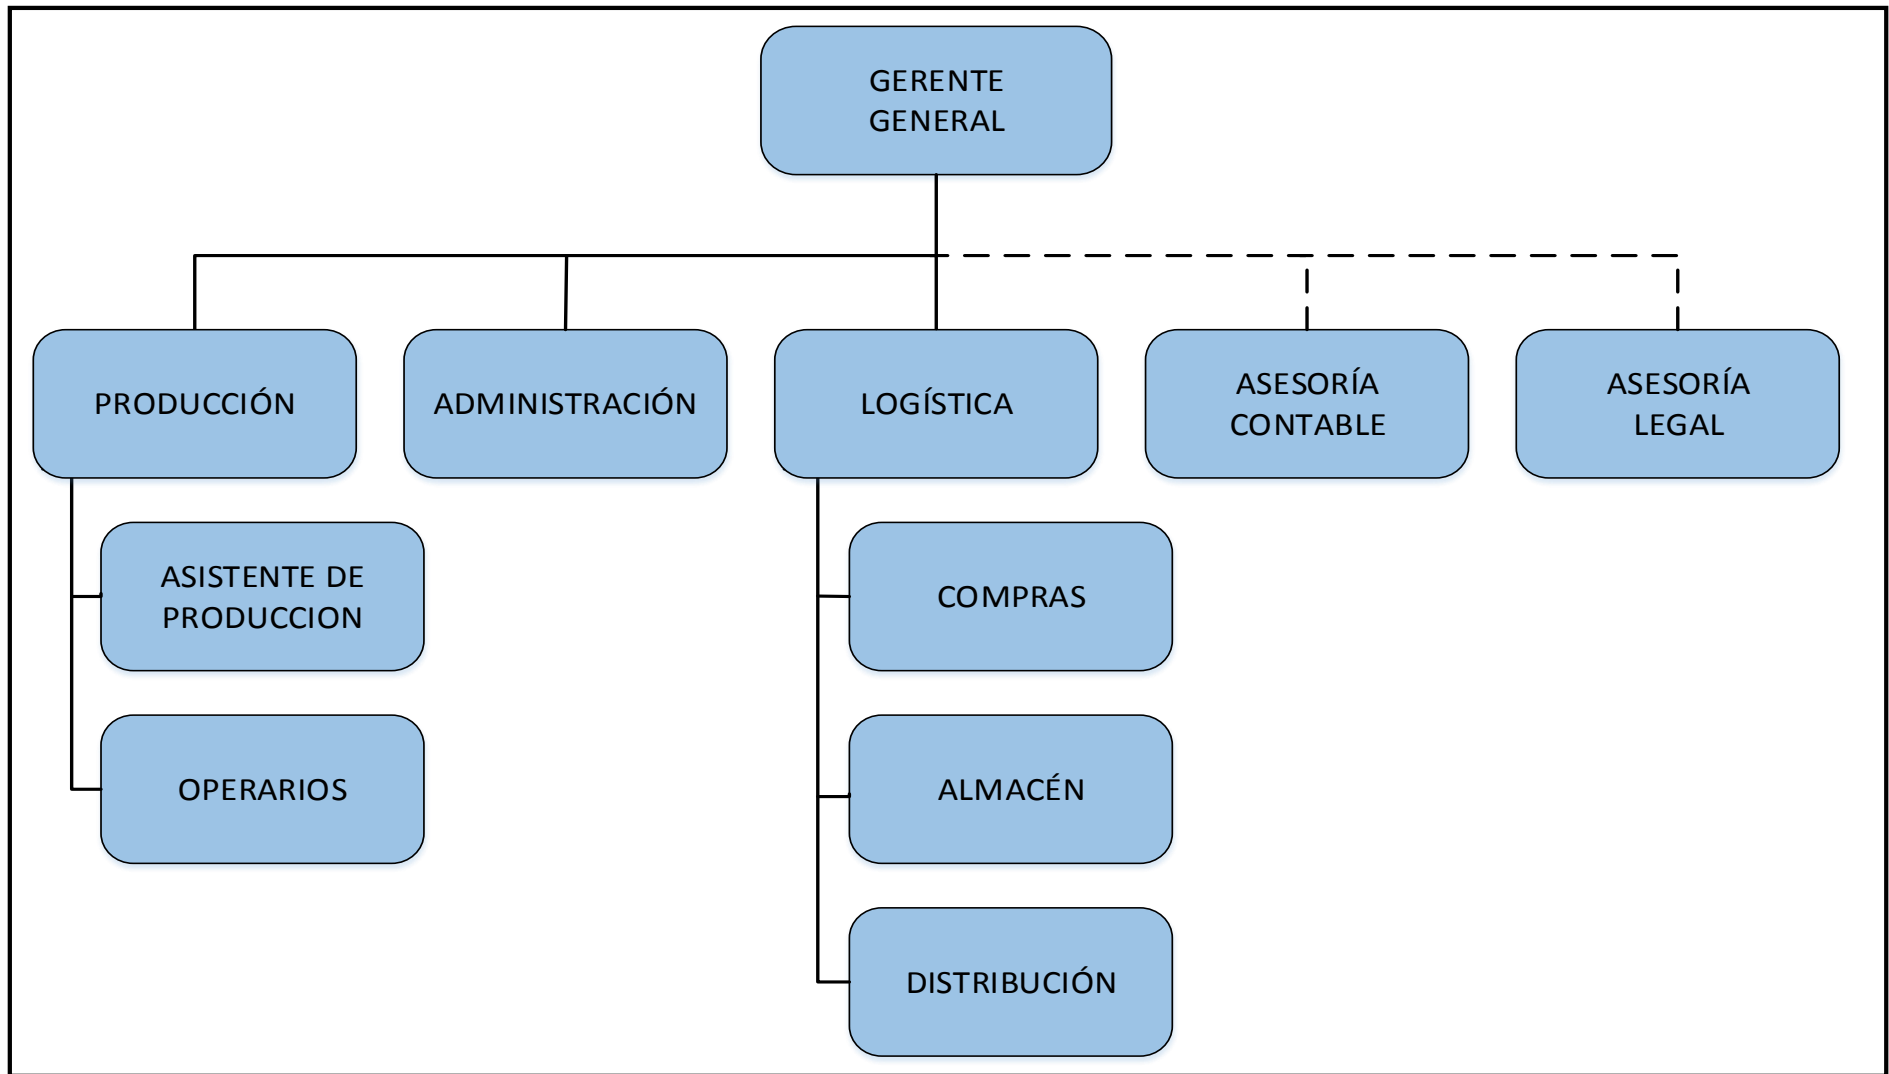 GERENTE
GENERAL
PRODUCCIÓN
ADMINISTRACIÓN
LOGÍSTICA
ASESORÍA
CONTABLE
ASESORÍA
LEGAL
ASISTENTE DE
PRODUCCION
OPERARIOS
COMPRAS
ALMACÉN
DISTRIBUCIÓN